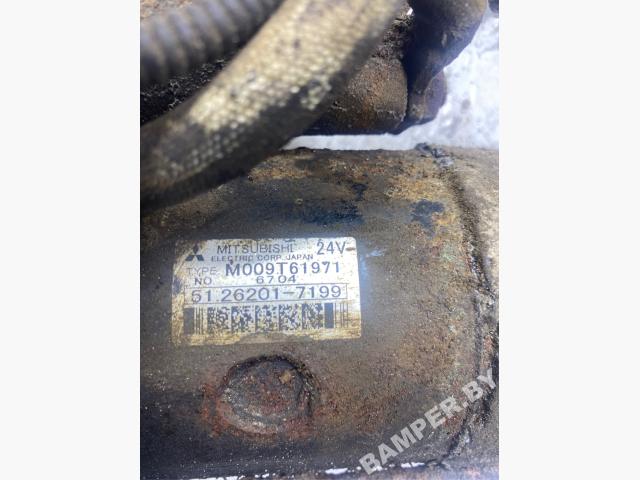 MITSUBISHI 24V
ELECTRIC CORP. JAPAN
TYPE M009T61971
NO. 6704
51.26201-7199
BAMPER.BY